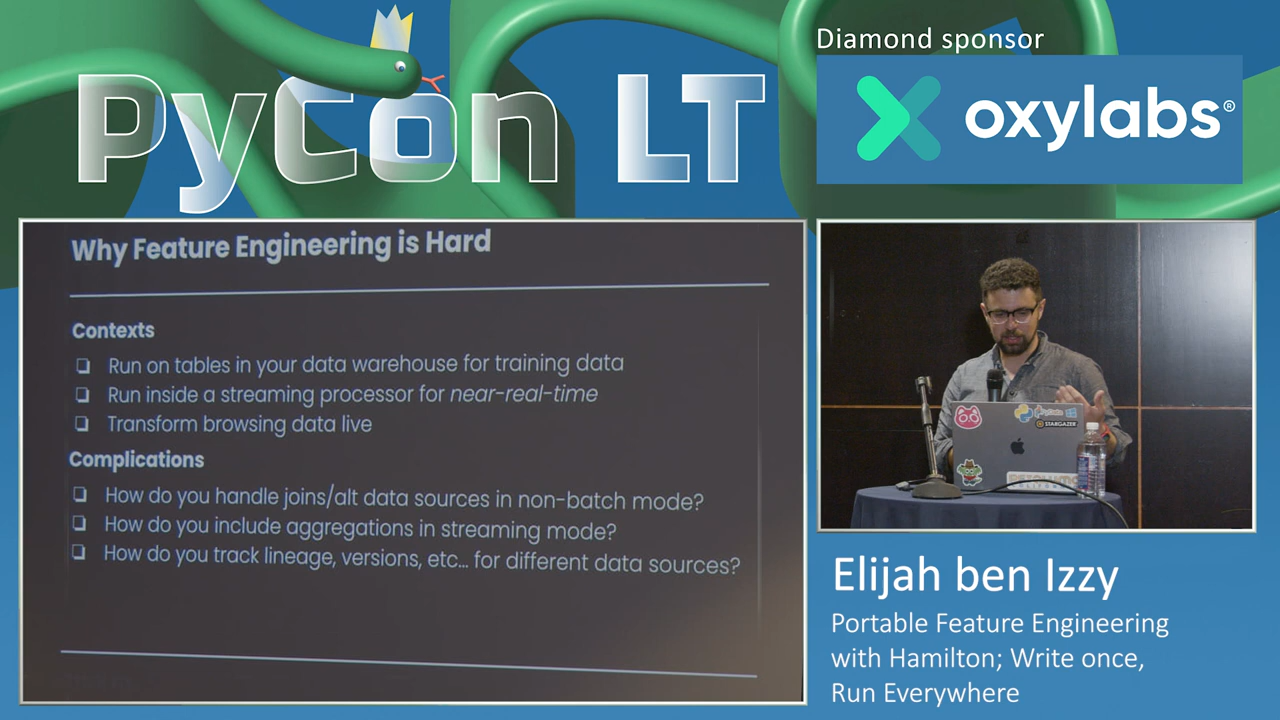 PyCon LT
Diamond sponsor
oxylabs®
Why Feature Engineering is Hard
Contexts
Run on tables in your data warehouse for training data
Run inside a streaming processor for near-real-time
Transform browsing data live
Complications
How do you handle joins/alt data sources in non-batch mode?
How do you include aggregations in streaming mode?
How do you track lineage, versions, etc... for different data sources?
STARGAZER
Elijah ben Izzy
Portable Feature Engineering
with Hamilton; Write once,
Run Everywhere